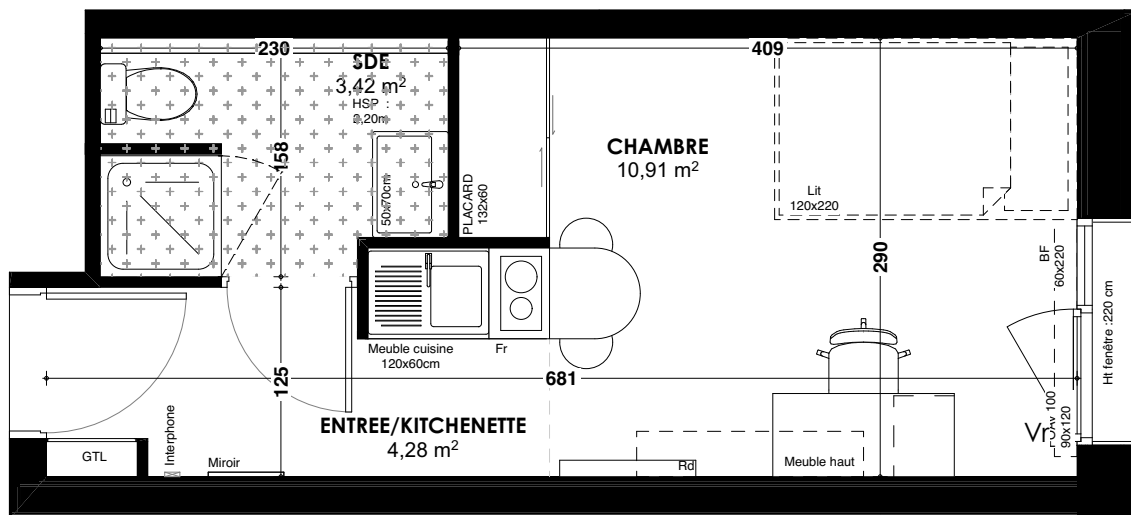 230
SDE
3,42 m²
HSP :
2,20m
158
50x70cm
PLACARD
132x60
409
CHAMBRE
10,91 m²
Lit
120x220
290
BF
60x220
Ht fenêtre :220 cm
Meuble cuisine
120x60cm
Fr
125
681
ENTREE/KITCHENETTE
4,28 m²
Interphone
GTL
Miroir
Rd
Meuble haut
Vr
100
90x120